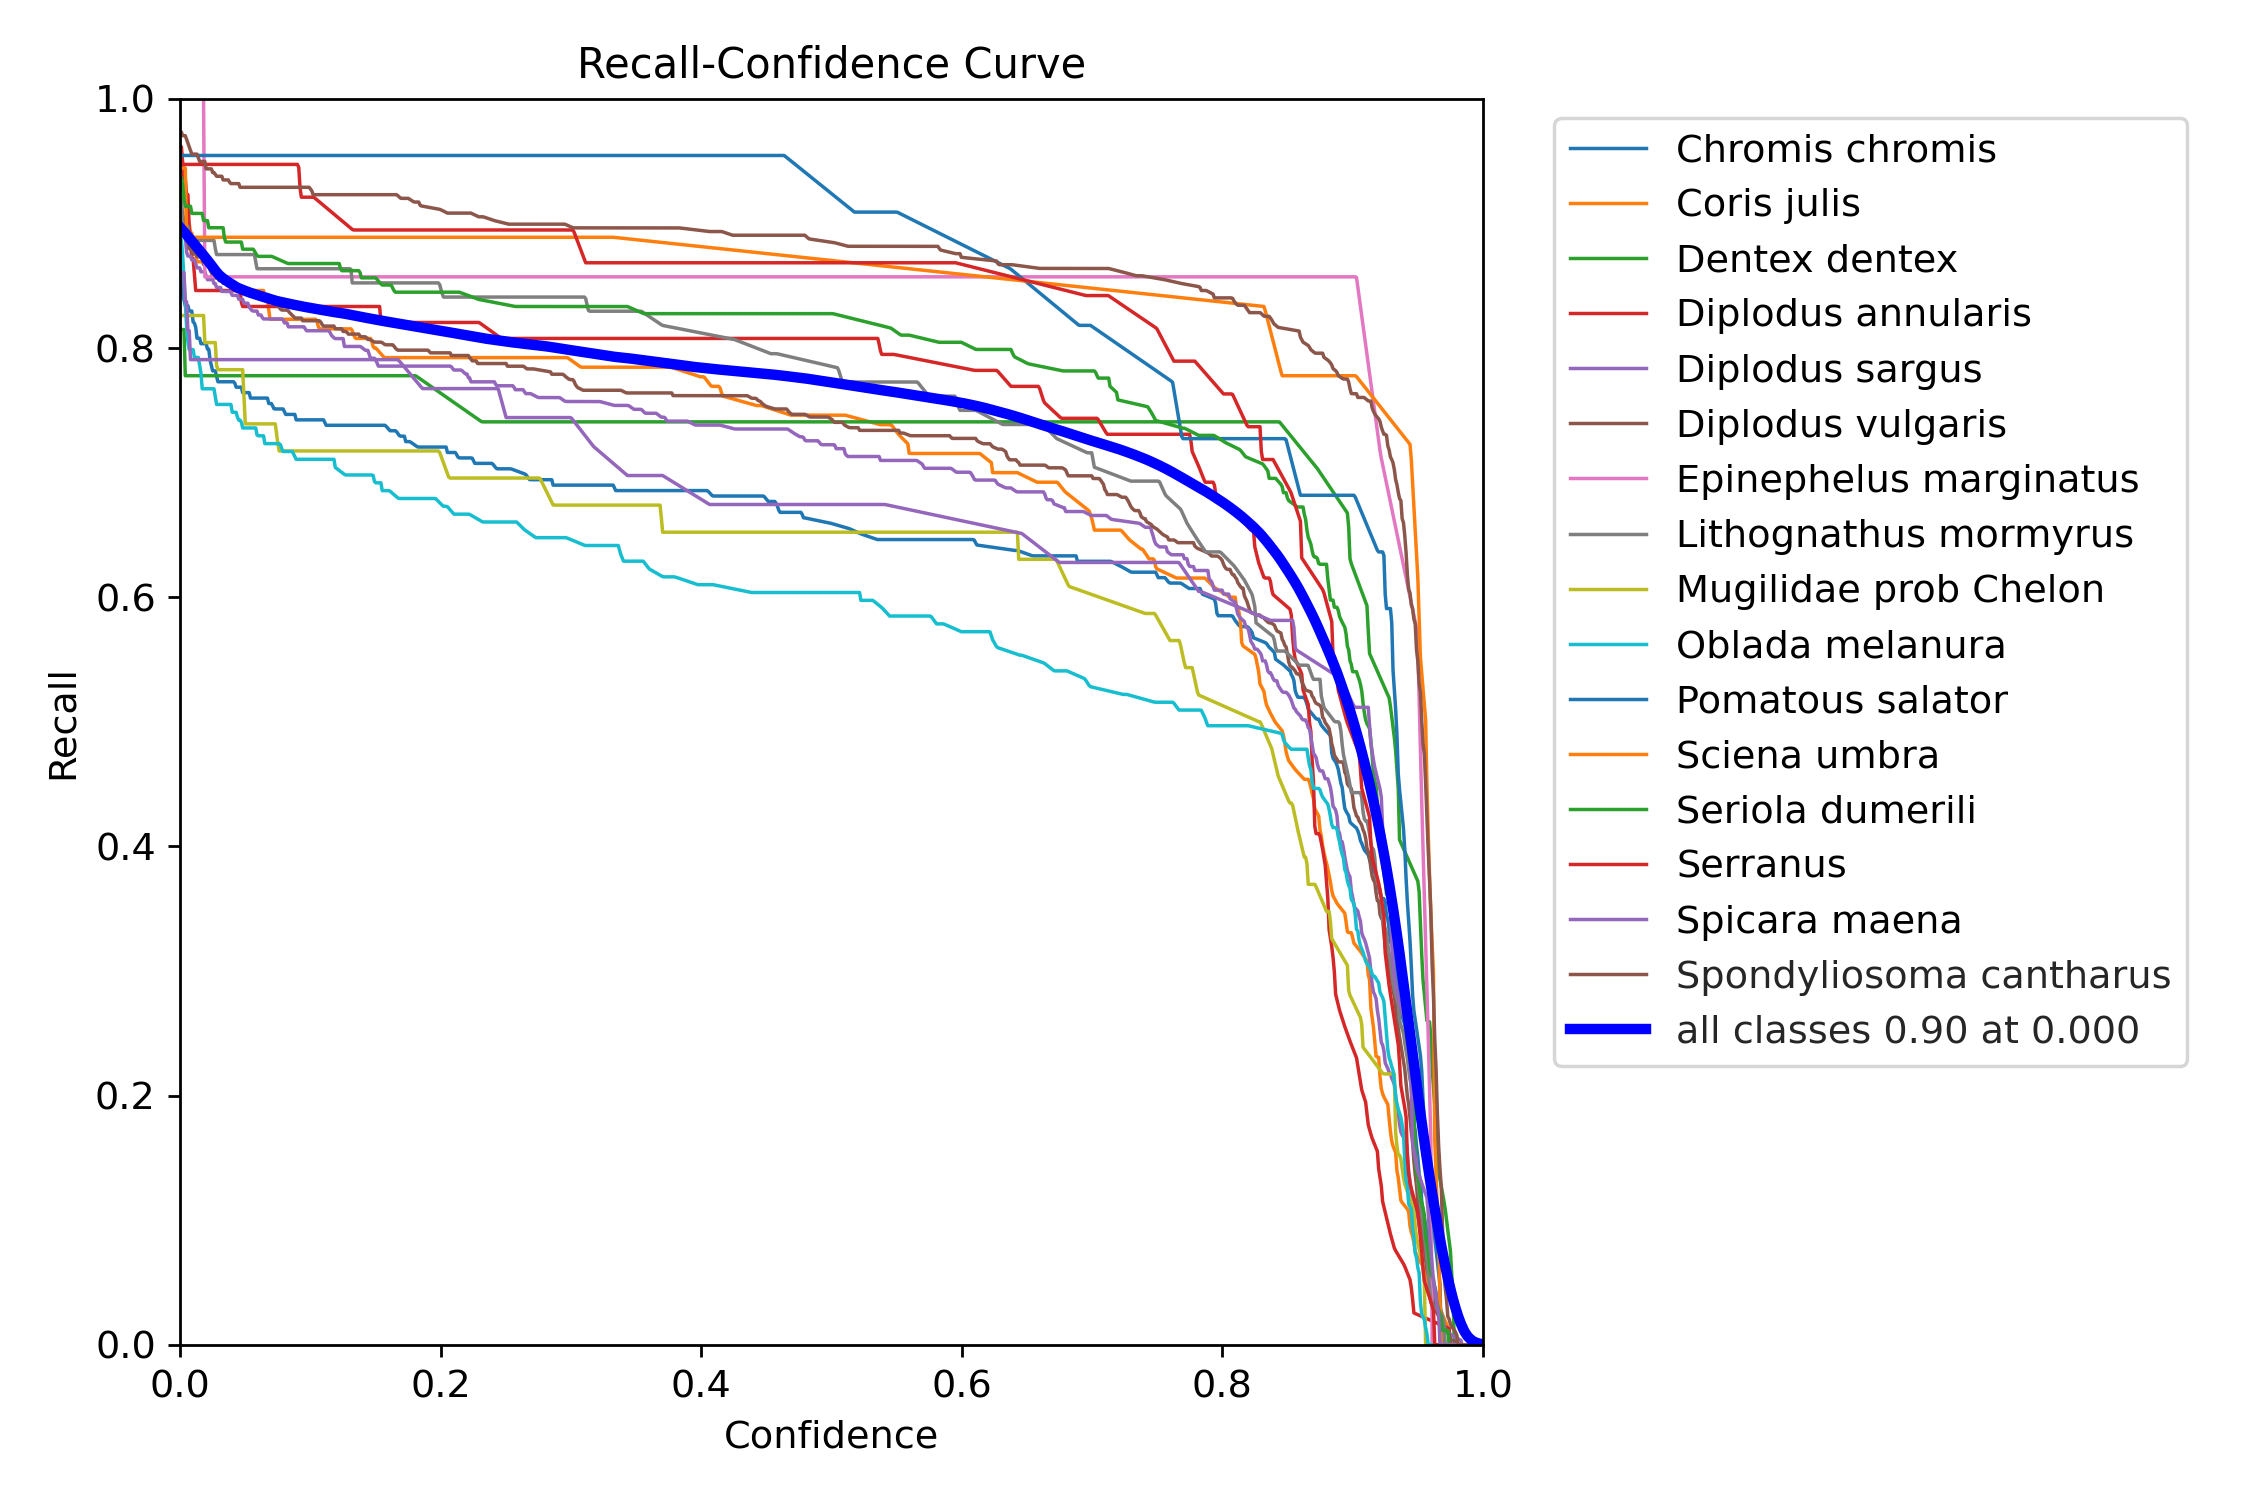 Recall-Confidence Curve
1.0
0.8
0.6
0.4
0.2
0.0
Recall
0.0 0.2 0.4 0.6 0.8 1.0
Confidence
Chromis chromis
Coris julis
Dentex dentex
Diplodus annularis
Diplodus sargus
Diplodus vulgaris
Epinephelus marginatus
Lithognathus mormyrus
Mugilidae prob Chelon
Oblada melanura
Pomatous salator
Sciena umbra
Seriola dumerili
Serranus
Spicara maena
Spondyliosoma cantharus
all classes 0.90 at 0.000